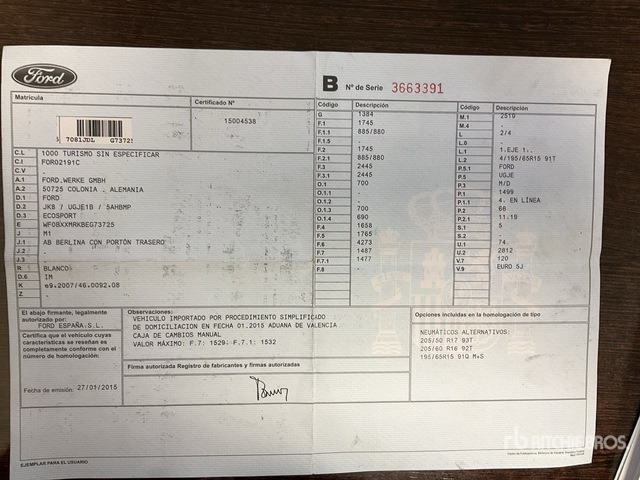 Ford
B Nº de Serie 3663391
Matrícula
Certificado Nº
7081JDL G7372
15004538
Código Descripción Código Descripción
C.L 1000 TURISMO SIN ESPECIFICAR
C.I FORO2191C
C.V -
A.1 FORD.WERKE GMBH
A.2 50725 COLONIA . ALEMANIA
D.1 FORD
D.2 JK8 / UGJE1B / 5AHBMP
D.3 ECOSPORT
E WF0BXXMRKBEG73725
J M1
J.1 AB BERLINA CON PORTÓN TRASERO
J.2 -
J.3 -
R BLANCO
D.6 IM
K e9.2007/46.0092.08
Z -
G 1384
F.1 1745
F.1.1 885/880
F.1.5 -
F.2 1745
F.2.1 885/880
F.3 2445
F.3.1 2445
O.1 700
O.1.1 -
O.1.2 -
O.1.3 700
O.1.4 690
F.4 1658
F.5 1765
F.6 4273
F.7 1487
F.7.1 1477
F.8 -
M.1 2519
M.4 -
L 2/4
L.0 -
L.1 1.EJE 1..
L.2 4/195/65R15 91T
P.5.1 FORD
P.5 UGJE
P.3 M/D
P.1 1499
P.1.1 4. EN LÍNEA
P.2 66
P.2.1 11.19
S.1 5
S.2 -
U.1 74.
U.2 2812
V.7 120
V.9 EURO 5J
El abajo firmante, legalmente
autorizado por:
FORD ESPAÑA.S.L.
Certifica que el vehículo cuyas
características se reseñan es
completamente conforme con el
número de homologación:
Fecha de emisión: 27/01/2015
Observaciones:
VEHICULO IMPORTADO POR PROCEDIMIENTO SIMPLIFICADO
DE DOMICILIACION EN FECHA 01.2015 ADUANA DE VALENCIA
CAJA DE CAMBIOS MANUAL
VALOR MÁXIMO: F.7: 1529: F.7.1: 1532
Firma autorizada Registro de fabricantes y firmas autorizadas
Opciones incluidas en la homologación de tipo
NEUMÁTICOS ALTERNATIVOS:
205/50 R17 93T
205/60 R16 92T
195/65R15 91Q M+S
EJEMPLAR PARA EL USUARIO
rb RITCHIE BROS